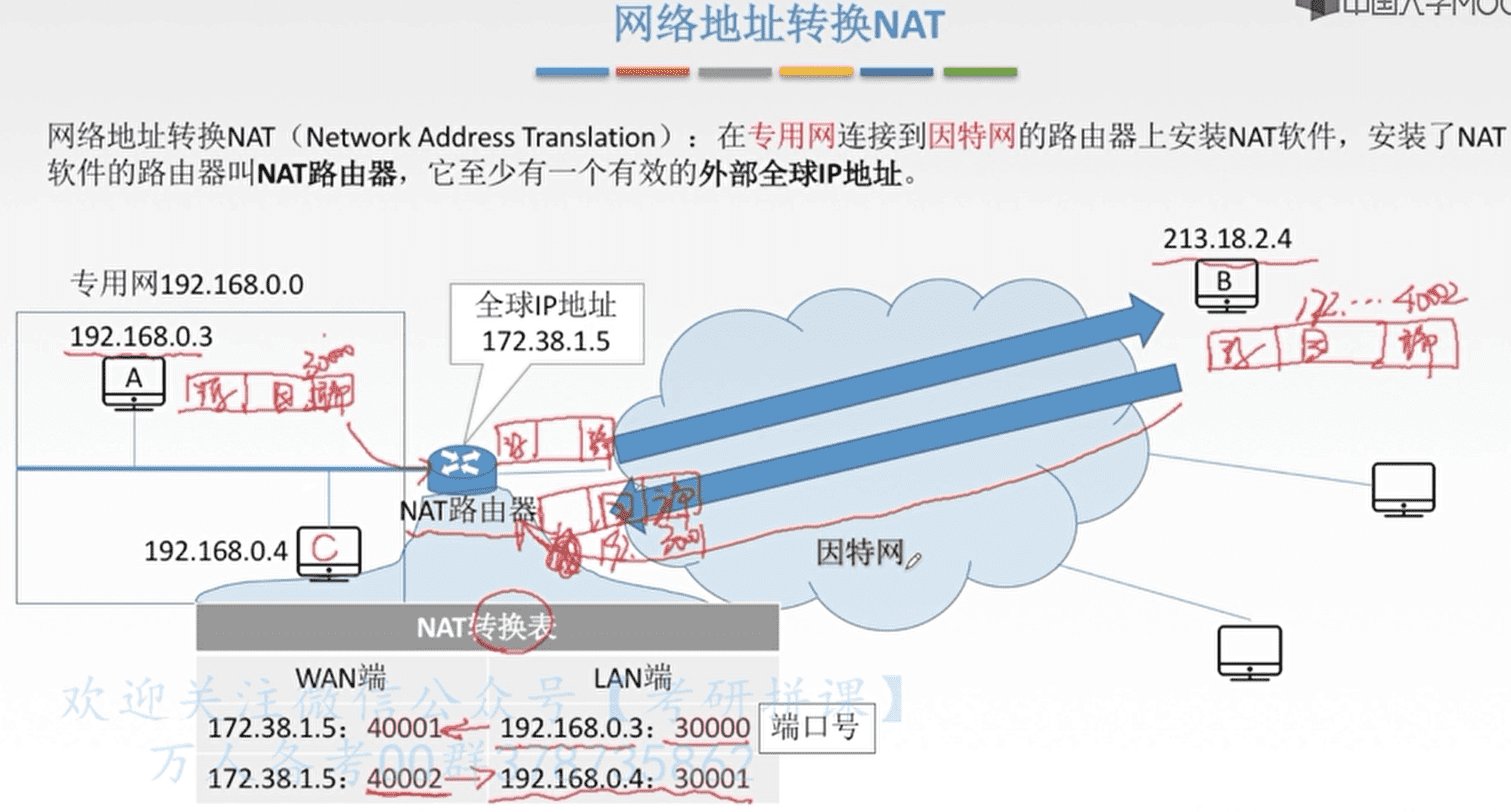 中国大学MOOC
网络地址转换NAT
网络地址转换NAT（Network Address Translation）：在专用网连接到因特网的路由器上安装NAT软件，安装了NAT
软件的路由器叫NAT路由器，它至少有一个有效的外部全球IP地址。
213.18.2.4
B
172...4002
源 目 端
专用网192.168.0.0
全球IP地址
172.38.1.5
192.168.0.3
A
30000
源 目 端
源 端
NAT路由器
目 端
192. 3001
192.168.0.4
C
因特网
NAT转换表
WAN端 LAN端
欢迎关注微信公众号【考研拼课】
172.38.1.5：40001 192.168.0.3：30000
端口号
万人备考QQ群378735862
172.38.1.5：40002 192.168.0.4：30001